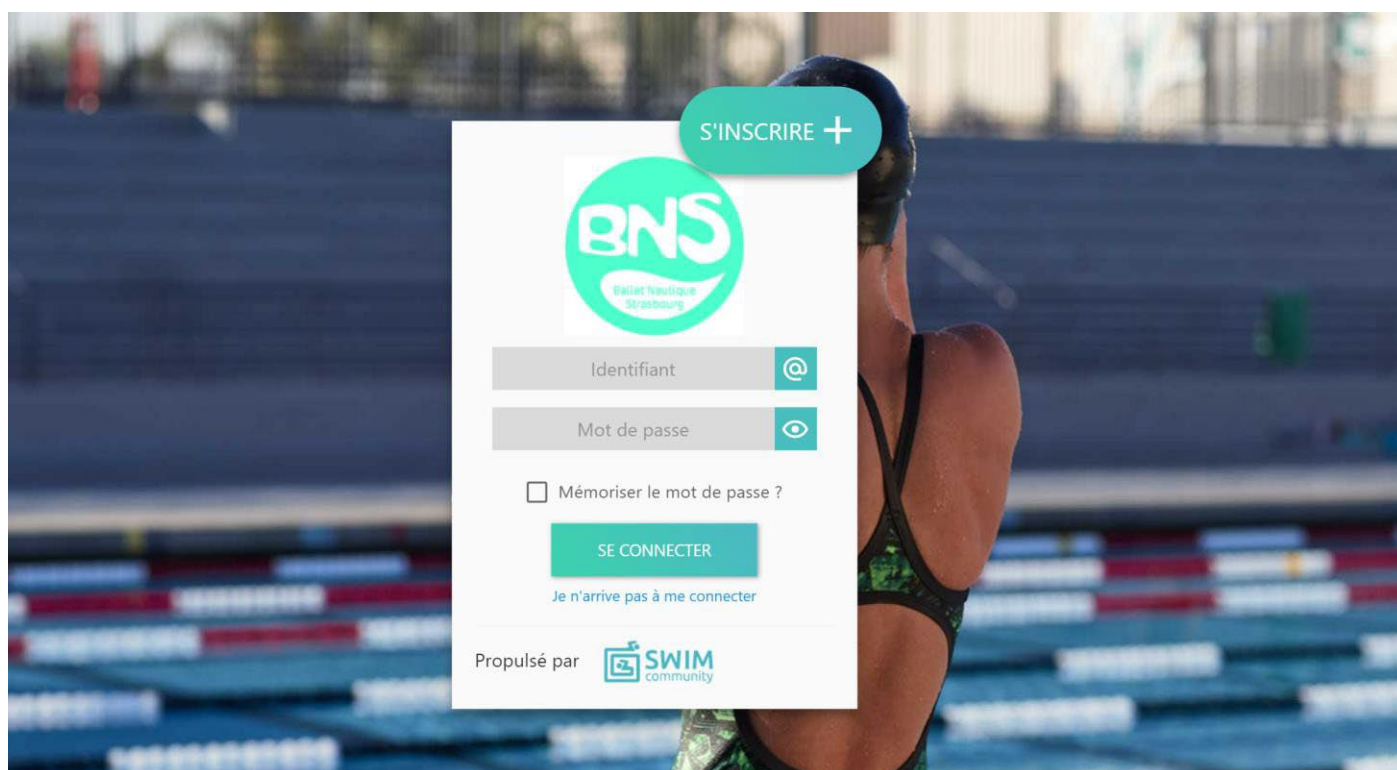 S'INSCRIRE +
BNS
Ballet Nautique
Strasbourg
Identifiant @
Mot de passe
Mémoriser le mot de passe ?
SE CONNECTER
Je n'arrive pas à me connecter
Propulsé par SWIM
community